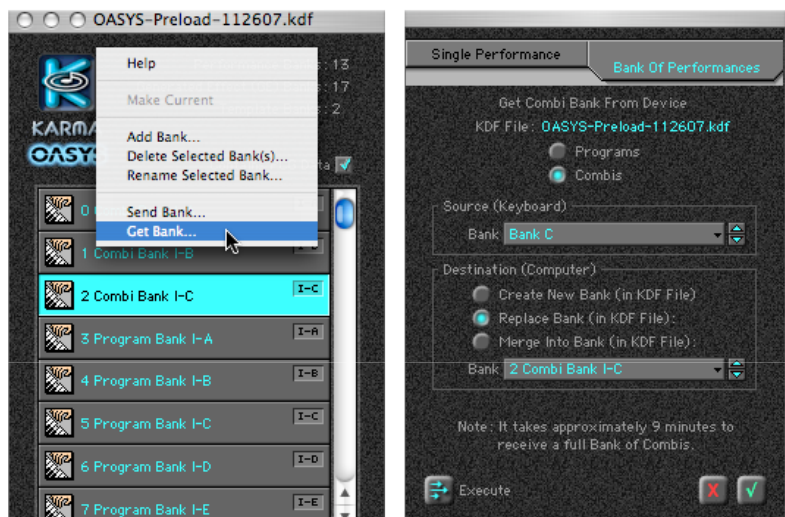 OASYS-Preload-112607.kdf
Help
:13
:17
Make Current
:2
KARMA
Add Bank...
OASYS
Delete Selected Bank(s)...
ta
Rename Selected Bank...
Send Bank...
0
Get Bank...
1 Combi Bank I-B
2 Combi Bank I-C
I-C
3 Program Bank I-A
I-A
4 Program Bank I-B
I-B
5 Program Bank I-C
I-C
6 Program Bank I-D
I-D
7 Program Bank I-E
I-E
Single Performance
Bank Of Performances
Get Combi Bank From Device
KDF File: OASYS-Preload-112607.kdf
Programs
Combis
Source (Keyboard)
Bank Bank C
Destination (Computer)
Create New Bank (in KDF File)
Replace Bank (in KDF File):
Merge Into Bank (in KDF File):
Bank 2 Combi Bank I-C
Note: It takes approximately 9 minutes to
receive a full Bank of Combis.
Execute